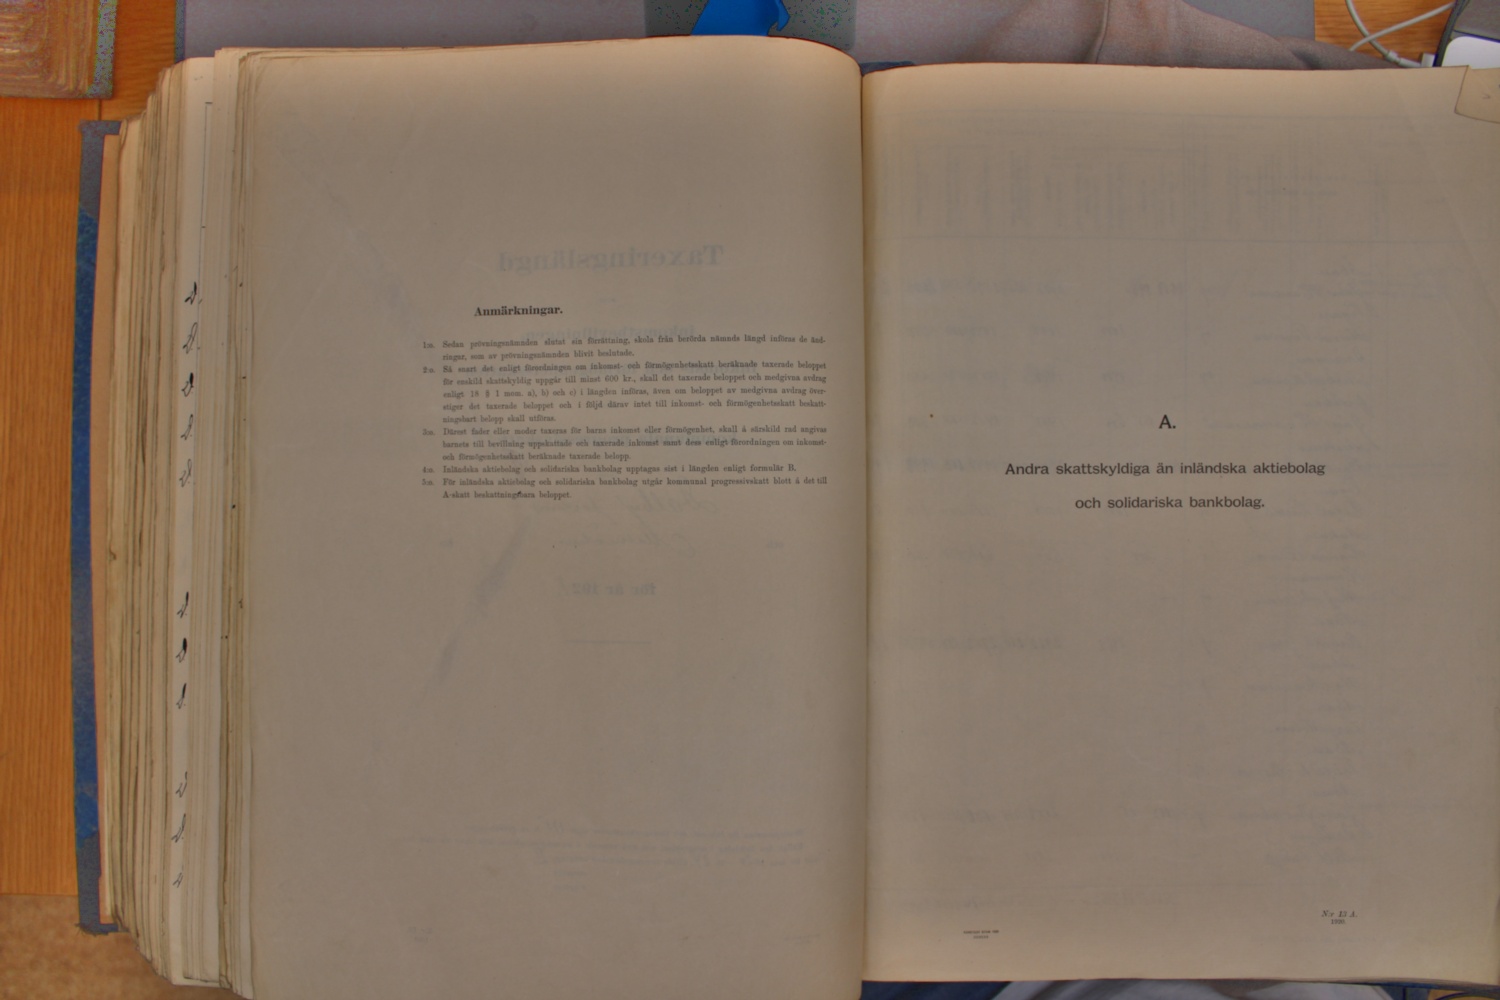 Anmärkningar.
1:o. Sedan prövningsnämnden slutat sin förrättning, skola från berörda nämnds längd införas de änd-
ringar, som av prövningsnämnden blivit beslutade.
2:o. Så snart det enligt förordningen om inkomst- och förmögenhetsskatt beräknade taxerade beloppet
för enskild skattskyldig uppgår till minst 600 kr., skall det taxerade beloppet och medgivna avdrag
enligt 18 § 1 mom. a), b) och c) i längden införas, även om beloppet av medgivna avdrag över-
stiger det taxerade beloppet och i följd därav intet till inkomst- och förmögenhetsskatt beskatt-
ningsbart belopp skall utföras.
3:o. Därest fader eller moder taxeras för barns inkomst eller förmögenhet, skall å särskild rad angivas
barnets till bevillning uppskattade och taxerade inkomst samt dess enligt förordningen om inkomst-
och förmögenhetsskatt beräknade taxerade belopp.
4:o. Inländska aktiebolag och solidariska bankbolag upptagas sist i längden enligt formulär B.
5:o. För inländska aktiebolag och solidariska bankbolag utgår kommunal progressivskatt blott å det till
A-skatt beskattningsbara beloppet.
A.
Andra skattskyldiga än inländska aktiebolag
och solidariska bankbolag.
N:r 13 A.
1920